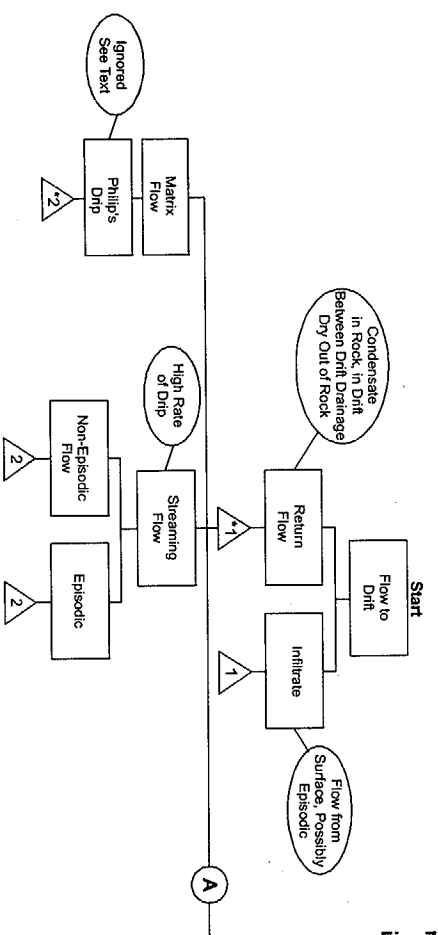 Start
Flow to
Drift
Condensate
in Rock, in Drift
Between Drift Drainage
Dry Out of Rock
Return
Flow
Infiltrate
Flow from
Surface, Possibly
Episodic
*1
1
A
Matrix
Flow
Ignored
See Text
Philip's
Drip
*2
High Rate
of Drip
Streaming
Flow
Non-Episodic
Flow
Episodic
2
2